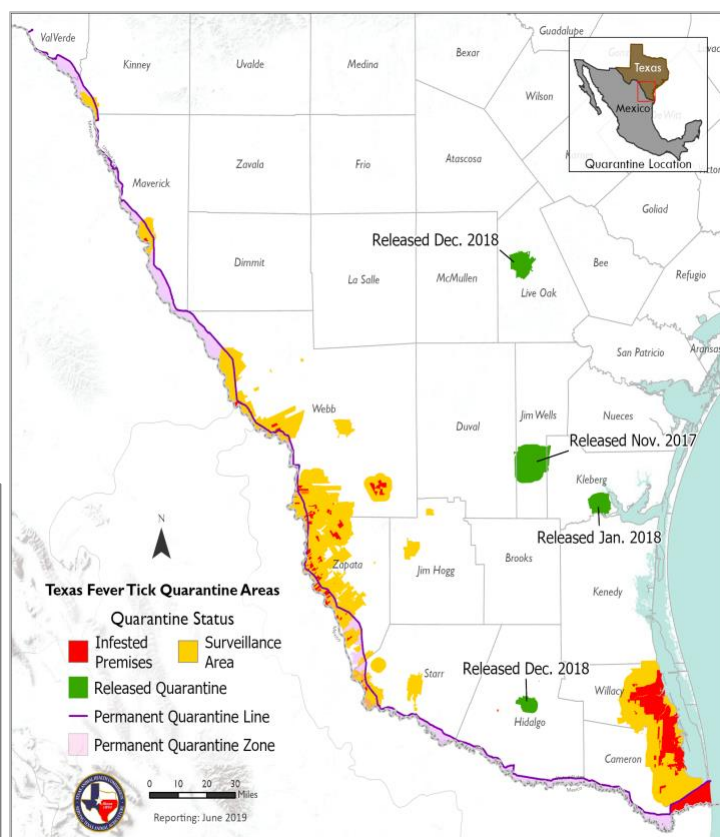 Val Verde
Kinney
Uvalde
Medina
Bexar
Guadalupe
Wilson
Texas
Mexico
Quarantine Location
Maverick
Zavala
Frio
Atascosa
Goliad
Released Dec. 2018
Dimmit
La Salle
McMullen
Live Oak
Bee
Refugio
San Patricio
Aransas
Webb
Duval
Jim Wells
Nueces
Released Nov. 2017
Kleberg
Released Jan. 2018
N
Zapata
Jim Hogg
Brooks
Kenedy
Texas Fever Tick Quarantine Areas
Quarantine Status
Infested
Premises
Surveillance
Area
Released Quarantine
Permanent Quarantine Line
Permanent Quarantine Zone
Starr
Released Dec. 2018
Hidalgo
Willacy
Cameron
0 10 20 30
Miles
Reporting: June 2019